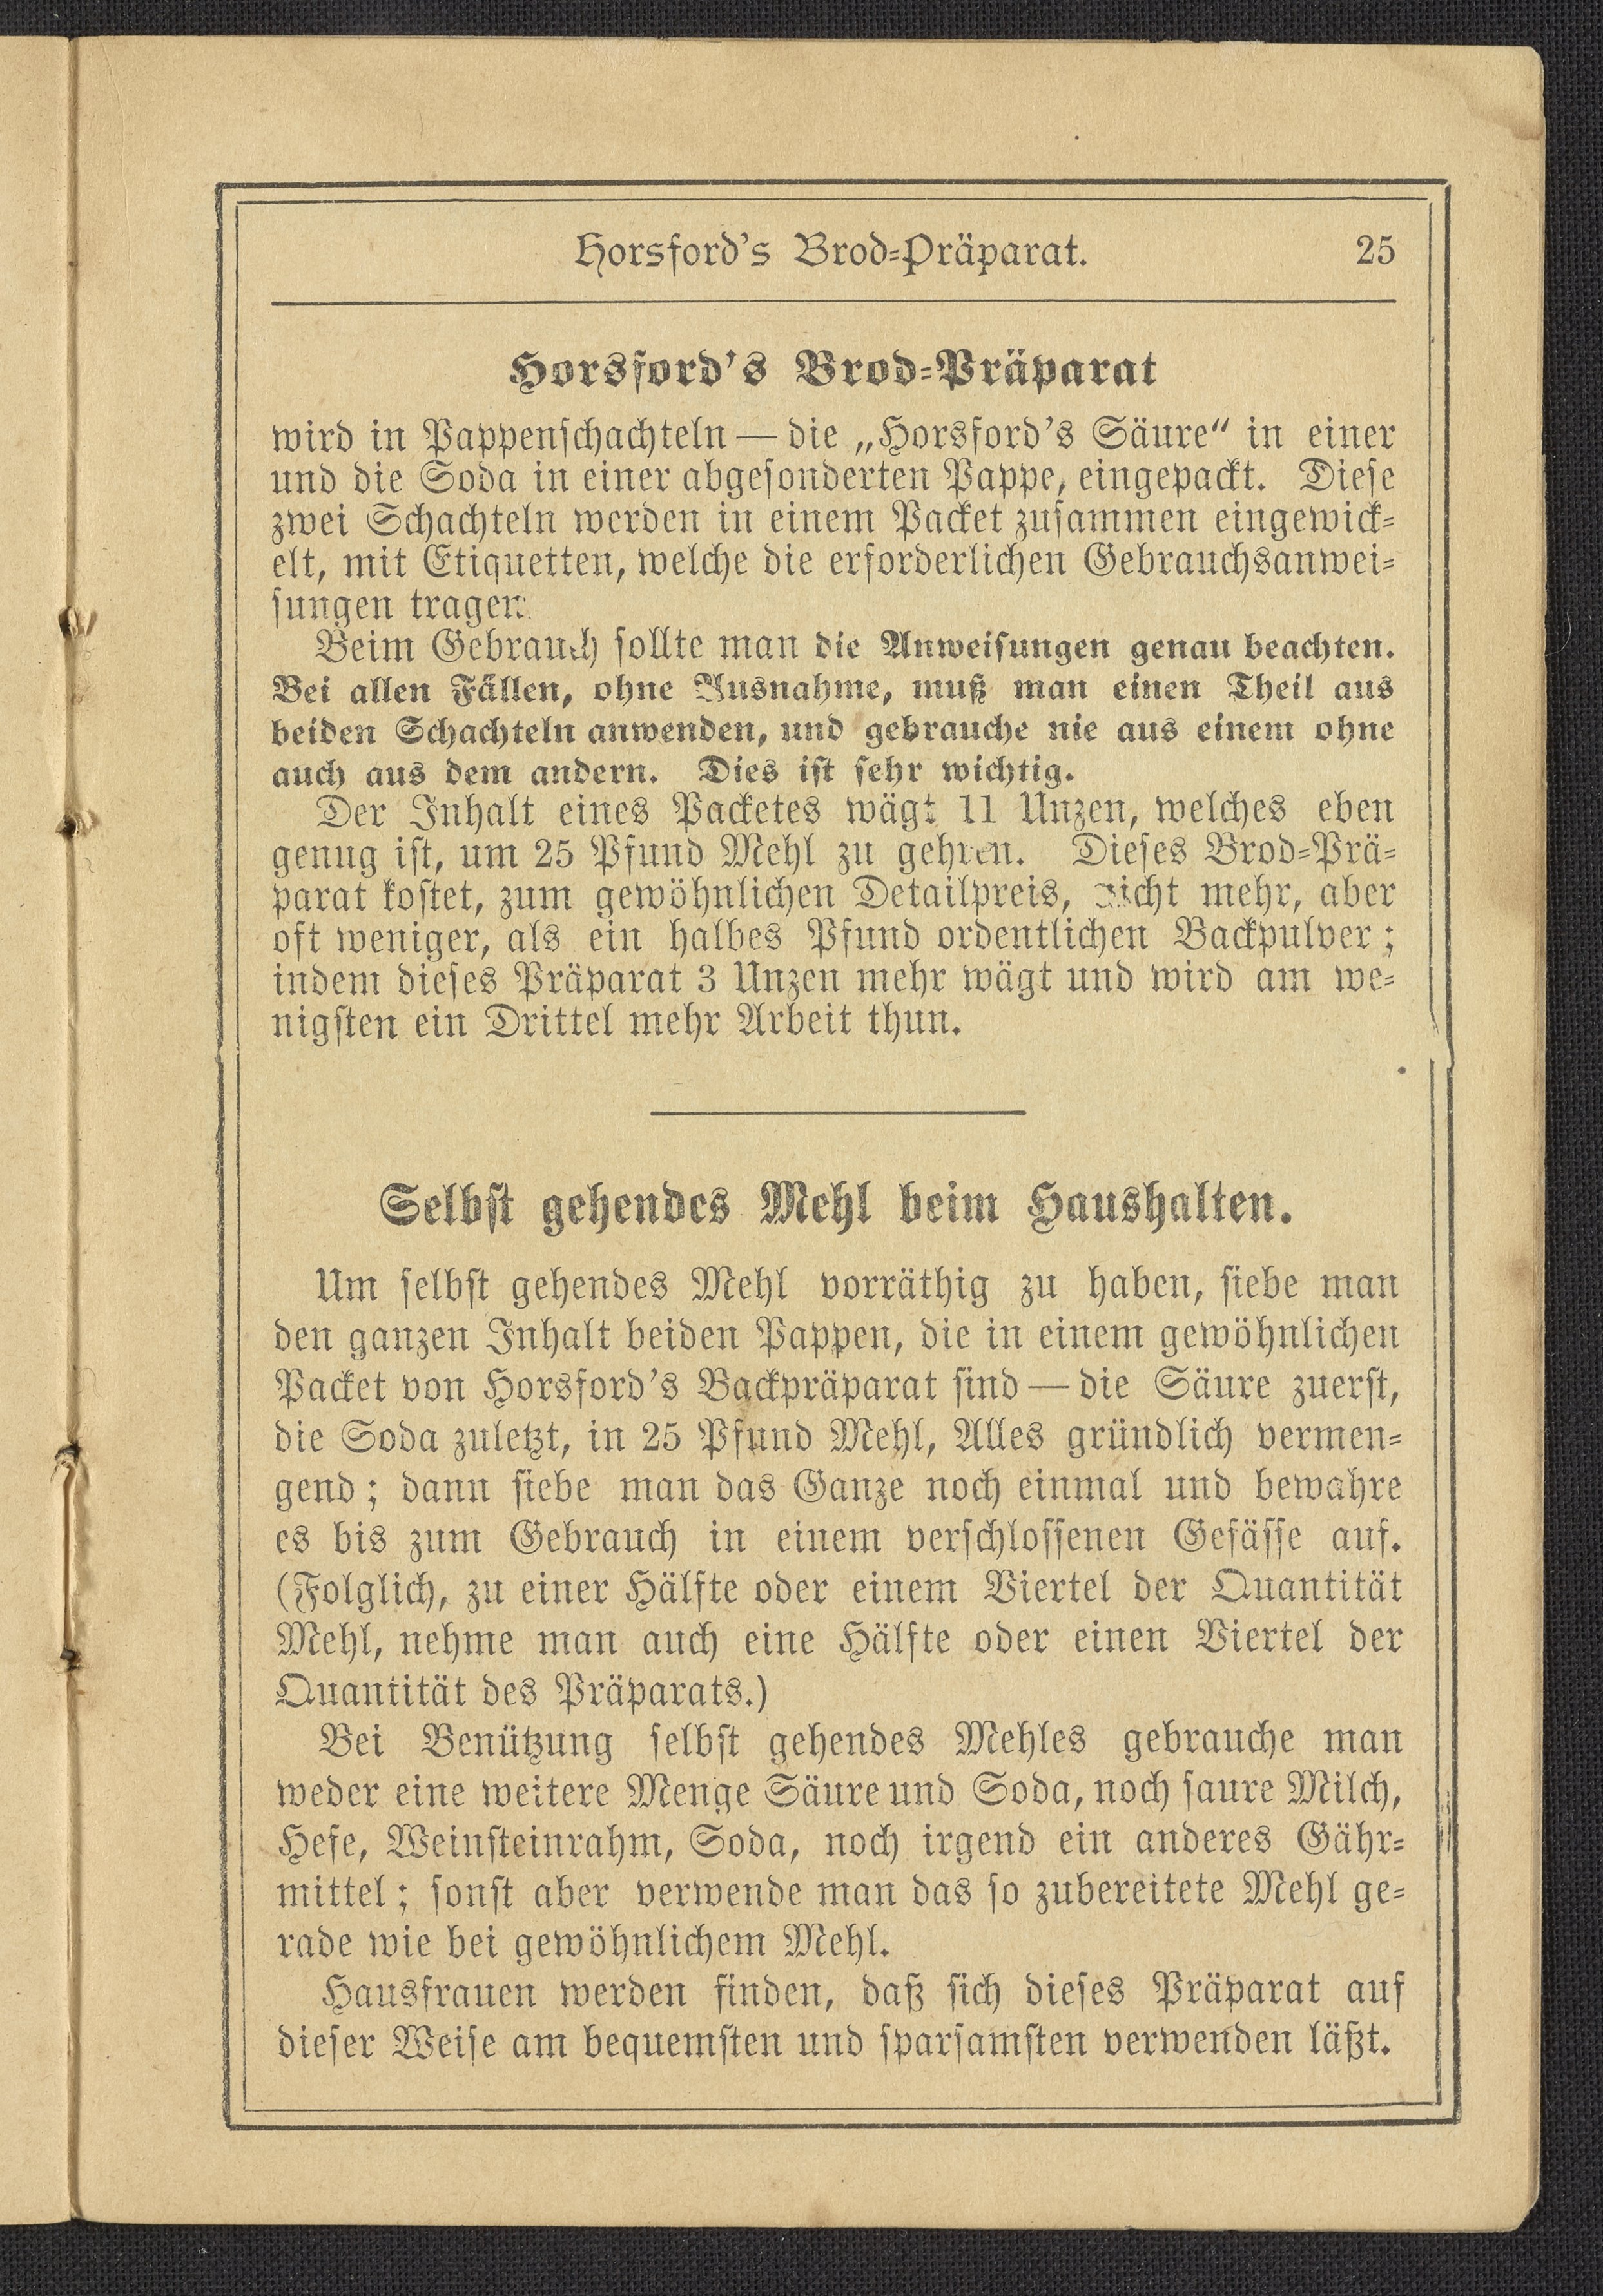 Horsford's Brod-Präparat. 25
Horsford's Brod-Präparat
wird in Pappenschachteln — die „Horsford's Säure“ in einer
und die Soda in einer abgesonderten Pappe, eingepackt. Diese
zwei Schachteln werden in einem Packet zusammen eingewick-
elt, mit Etiquetten, welche die erforderlichen Gebrauchsanwei-
sungen tragen.
Beim Gebrauch sollte man die Anweisungen genau beachten.
Bei allen Fällen, ohne Ausnahme, muß man einen Theil aus
beiden Schachteln anwenden, und gebrauche nie aus einem ohne
auch aus dem andern. Dies ist sehr wichtig.
Der Inhalt eines Packetes wägt 11 Unzen, welches eben
genug ist, um 25 Pfund Mehl zu gehren. Dieses Brod-Prä-
parat kostet, zum gewöhnlichen Detailpreis, nicht mehr, aber
oft weniger, als ein halbes Pfund ordentlichen Backpulver;
indem dieses Präparat 3 Unzen mehr wägt und wird am we-
nigsten ein Drittel mehr Arbeit thun.
Selbst gehendes Mehl beim Haushalten.
Um selbst gehendes Mehl vorräthig zu haben, siebe man
den ganzen Inhalt beiden Pappen, die in einem gewöhnlichen
Packet von Horsford's Backpräparat sind — die Säure zuerst,
die Soda zuletzt, in 25 Pfund Mehl, Alles gründlich vermen-
gend; dann siebe man das Ganze noch einmal und bewahre
es bis zum Gebrauch in einem verschlossenen Gefässe auf.
(Folglich, zu einer Hälfte oder einem Viertel der Quantität
Mehl, nehme man auch eine Hälfte oder einen Viertel der
Quantität des Präparats.)
Bei Benützung selbst gehendes Mehles gebrauche man
weder eine weitere Menge Säure und Soda, noch saure Milch,
Hefe, Weinsteinrahm, Soda, noch irgend ein anderes Gähr-
mittel; sonst aber verwende man das so zubereitete Mehl ge-
rade wie bei gewöhnlichem Mehl.
Hausfrauen werden finden, daß sich dieses Präparat auf
dieser Weise am bequemsten und sparsamsten verwenden läßt.